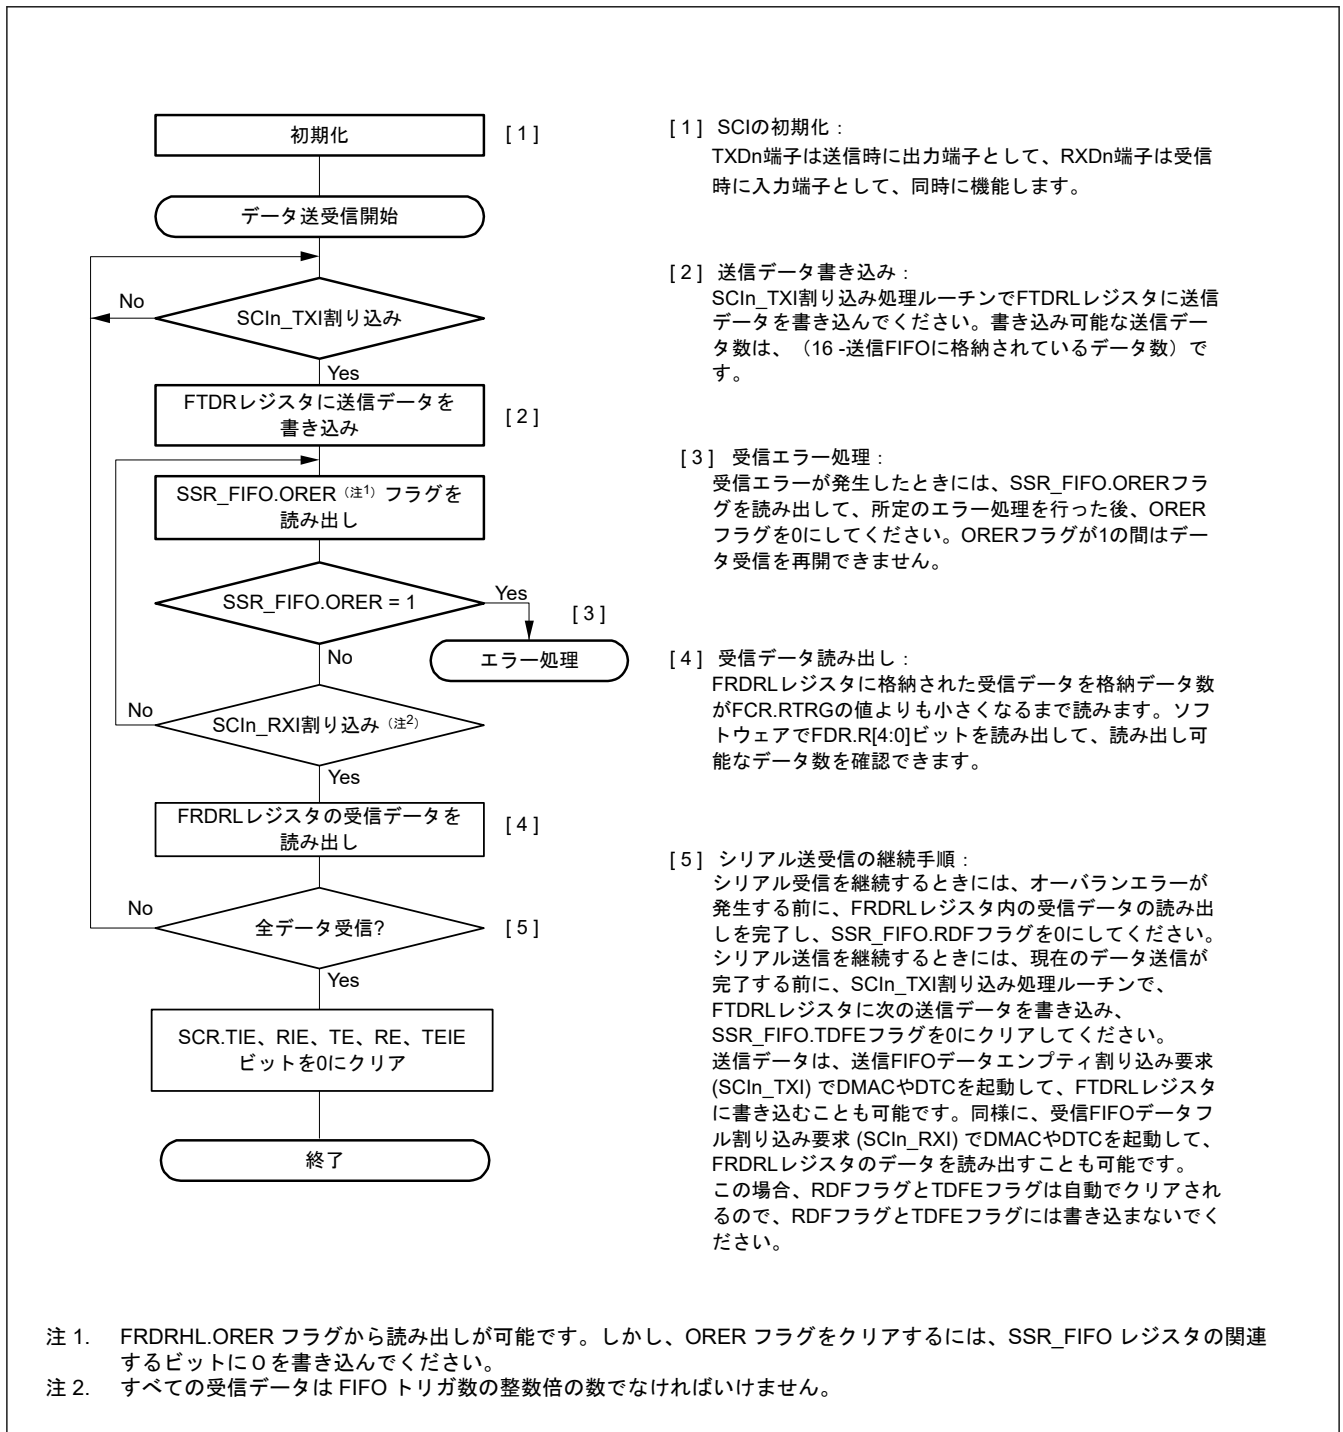 初期化
[ 1 ]
データ送受信開始
No
SCIn_TXI割り込み
Yes
FTDRレジスタに送信データを
書き込み
[ 2 ]
SSR_FIFO.ORER（注1）フラグを
読み出し
SSR_FIFO.ORER = 1
Yes
[ 3 ]
エラー処理
No
No
SCIn_RXI割り込み（注2）
Yes
FRDRLレジスタの受信データを
読み出し
[ 4 ]
No
全データ受信?
[ 5 ]
Yes
SCR.TIE、RIE、TE、RE、TEIE
ビットを0にクリア
終了
[ 1 ] SCIの初期化：
TXDn端子は送信時に出力端子として、RXDn端子は受信
時に入力端子として、同時に機能します。
[ 2 ] 送信データ書き込み：
SCIn_TXI割り込み処理ルーチンでFTDRLレジスタに送信
データを書き込んでください。書き込み可能な送信デー
タ数は、（16 -送信FIFOに格納されているデータ数）で
す。
[ 3 ] 受信エラー処理：
受信エラーが発生したときには、SSR_FIFO.ORERフラ
グを読み出して、所定のエラー処理を行った後、ORER
フラグを0にしてください。ORERフラグが1の間はデー
タ受信を再開できません。
[ 4 ] 受信データ読み出し：
FRDRLレジスタに格納された受信データを格納データ数
がFCR.RTRGの値よりも小さくなるまで読みます。ソフ
トウェアでFDR.R[4:0]ビットを読み出して、読み出し可
能なデータ数を確認できます。
[ 5 ] シリアル送受信の継続手順：
シリアル受信を継続するときには、オーバランエラーが
発生する前に、FRDRLレジスタ内の受信データの読み出
しを完了し、SSR_FIFO.RDFフラグを0にしてください。
シリアル送信を継続するときには、現在のデータ送信が
完了する前に、SCIn_TXI割り込み処理ルーチンで、
FTDRLレジスタに次の送信データを書き込み、
SSR_FIFO.TDFEフラグを0にクリアしてください。
送信データは、送信FIFOデータエンプティ割り込み要求
(SCIn_TXI) でDMACやDTCを起動して、FTDRLレジスタ
に書き込むことも可能です。同様に、受信FIFOデータフ
ル割り込み要求 (SCIn_RXI) でDMACやDTCを起動して、
FRDRLレジスタのデータを読み出すことも可能です。
この場合、RDFフラグとTDFEフラグは自動でクリアされ
るので、RDFフラグとTDFEフラグには書き込まないでく
ださい。
注 1. FRDRHL.ORER フラグから読み出しが可能です。しかし、ORER フラグをクリアするには、SSR_FIFO レジスタの関連
するビットに 0 を書き込んでください。
注 2. すべての受信データは FIFO トリガ数の整数倍の数でなければいけません。